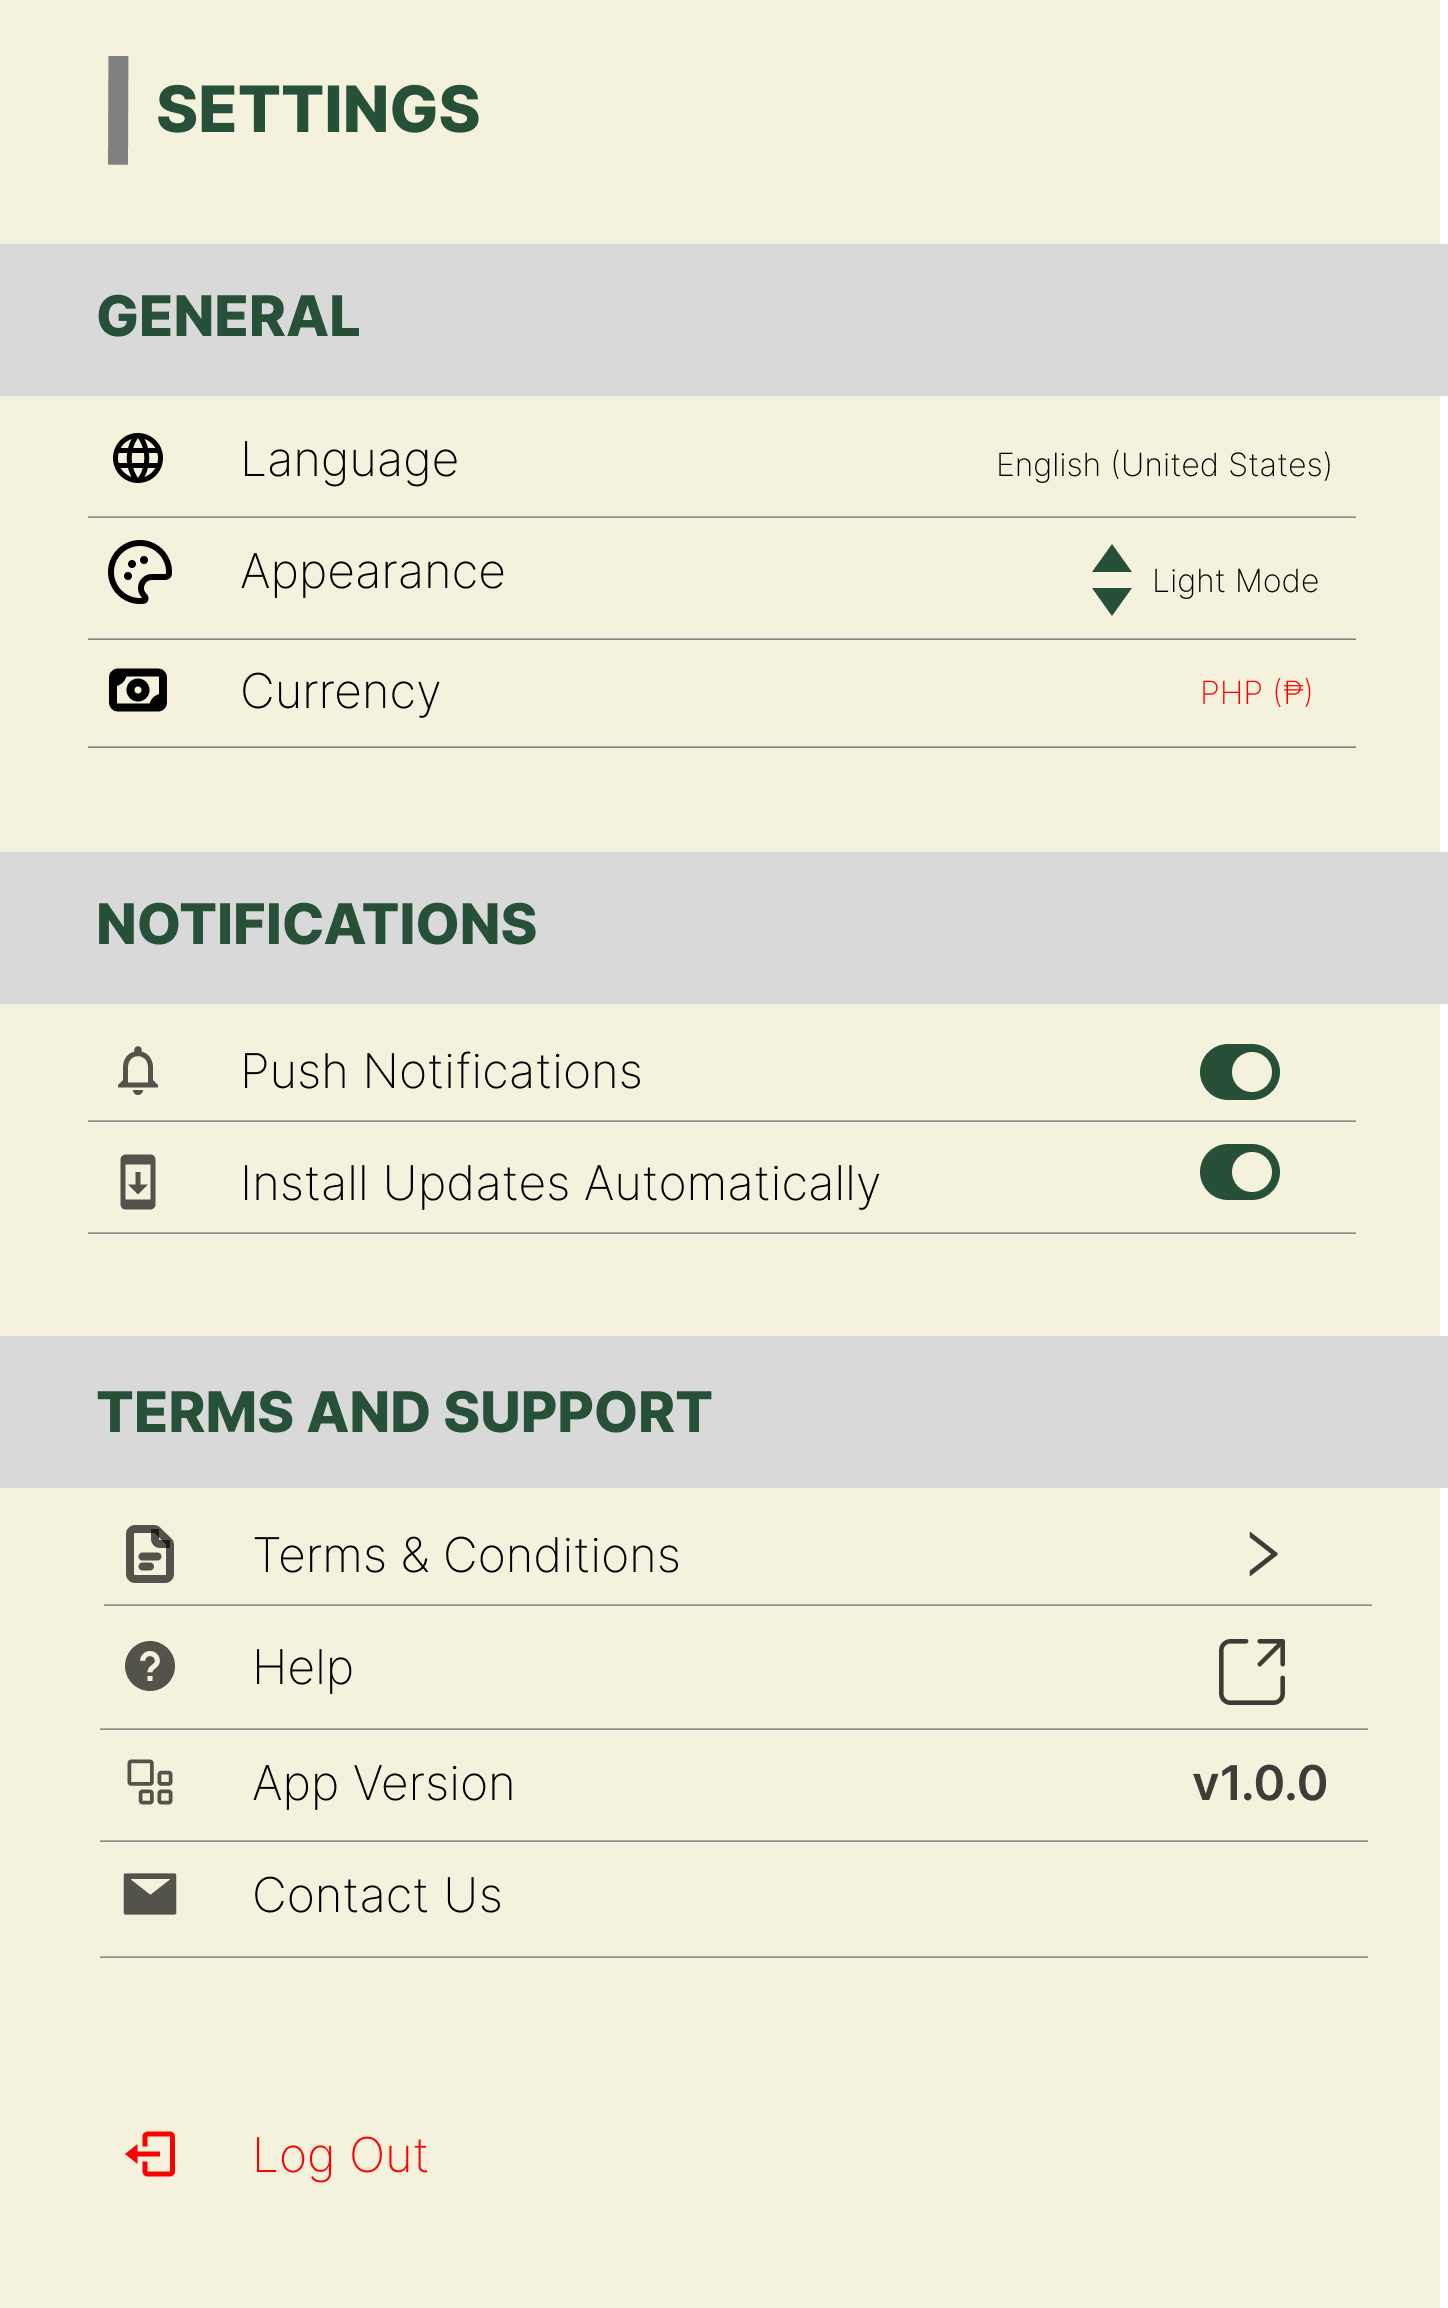 SETTINGS
GENERAL
Language English (United States)
Appearance Light Mode
Currency PHP (₱)
NOTIFICATIONS
Push Notifications
Install Updates Automatically
TERMS AND SUPPORT
Terms & Conditions
Help
App Version v1.0.0
Contact Us
Log Out